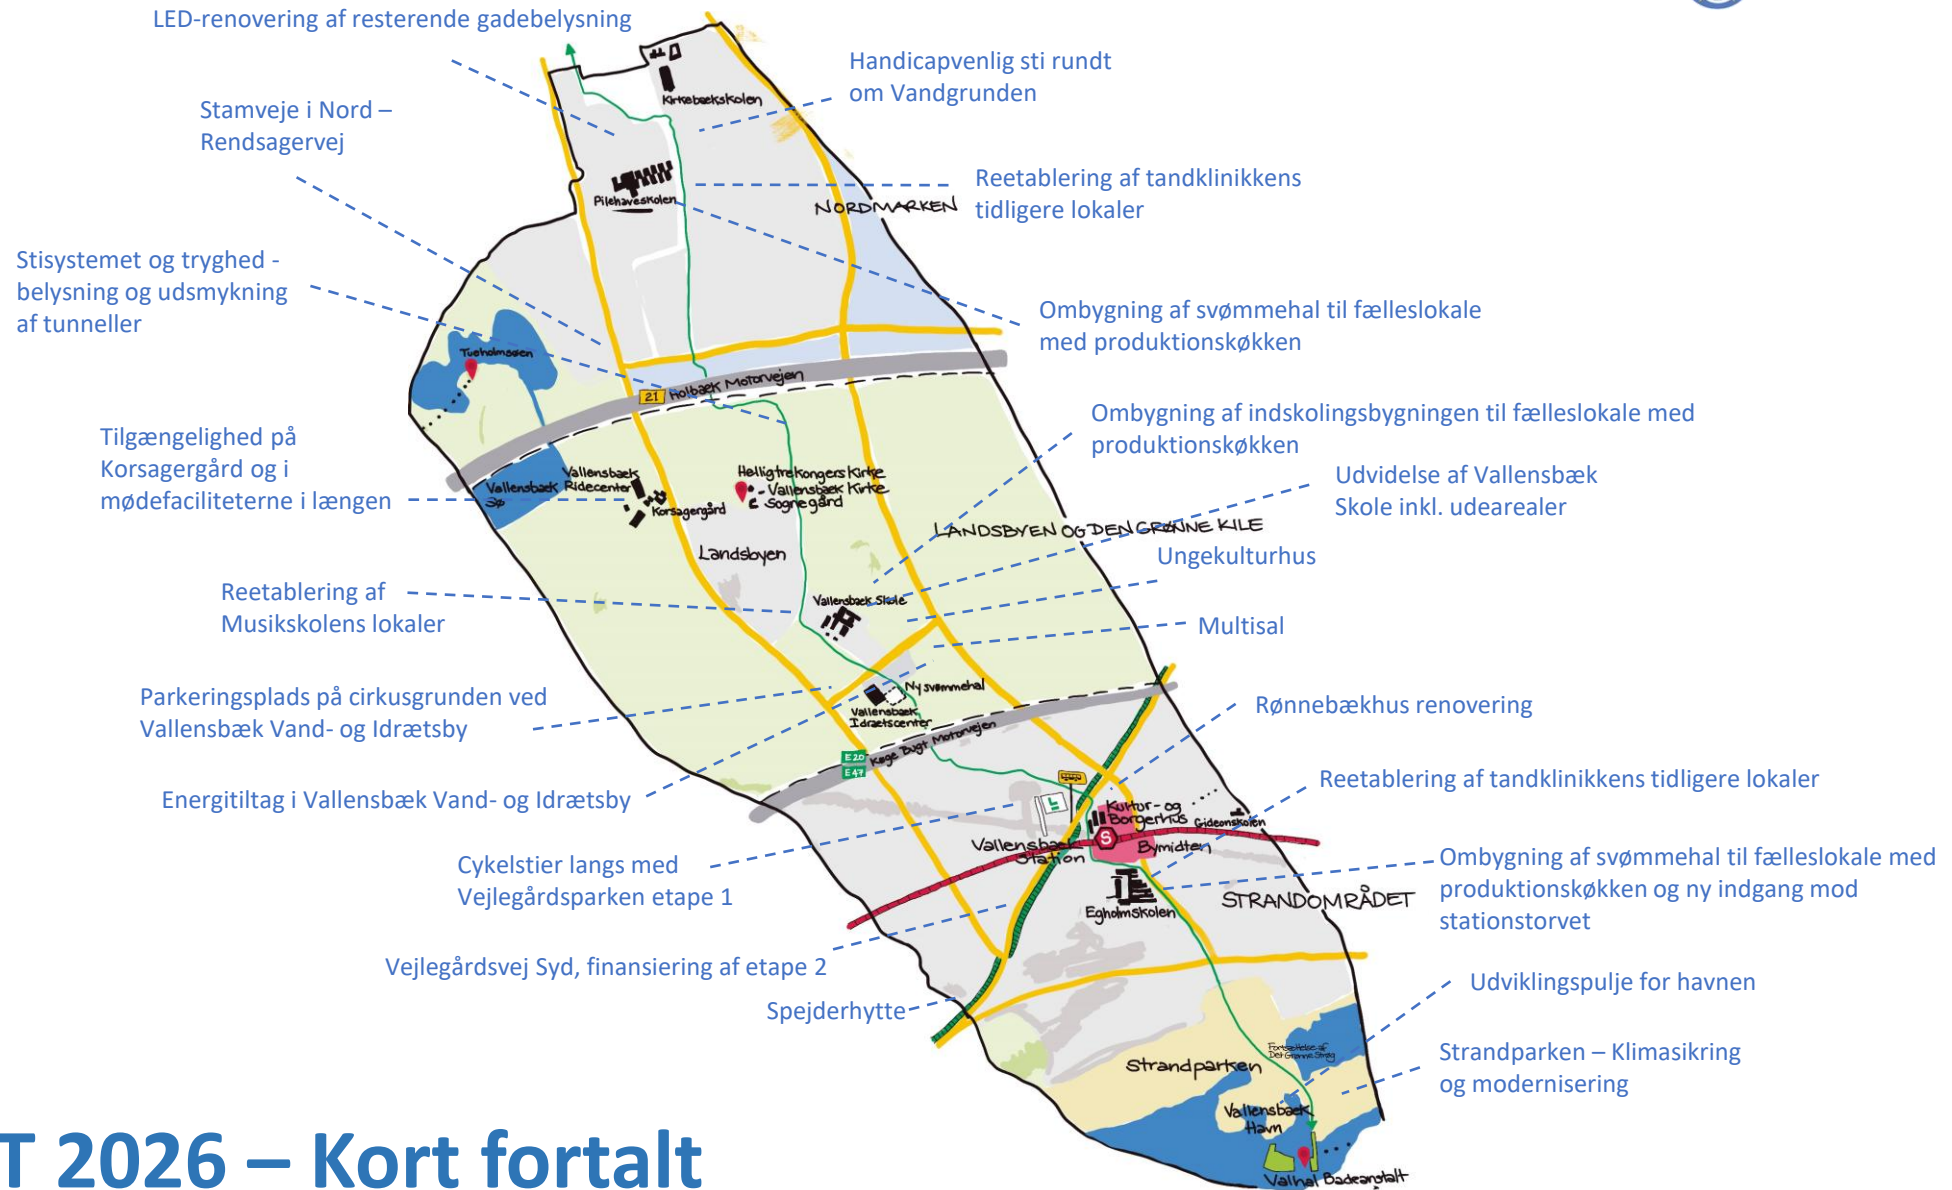 LED-renovering af resterende gadebelysning
Handicapvenlig sti rundt
om Vandgrunden
Kirkebækskolen
Stamveje i Nord –
Rendsagervej
Reetablering af tandklinikkens
tidligere lokaler
Pilehaveskolen
NORDMARKEN
Stisystemet og tryghed -
belysning og udsmykning
af tunneller
Ombygning af svømmehal til fælleslokale
med produktionskøkken
Tueholmsøen
21 Holbæk Motorvejen
Ombygning af indskolingsbygningen til fælleslokale med
produktionskøkken
Tilgængelighed på
Korsagergård og i
mødefaciliteterne i længen
Vallensbæk
Ridecenter
Vallensbæk
Sø
Korsagergård
Helligtrekongers Kirke
Vallensbæk Kirke
Sognegård
Udvidelse af Vallensbæk
Skole inkl. udearealer
LANDSBYEN OG DEN GRØNNE KILE
Landsbyen
Ungekulturhus
Reetablering af
Musikskolens lokaler
Vallensbæk Skole
Multisal
Parkeringsplads på cirkusgrunden ved
Vallensbæk Vand- og Idrætsby
Ny svømmehal
Vallensbæk
Idrætscenter
Rønnebækhus renovering
E20
E47
Køge Bugt Motorvejen
Reetablering af tandklinikkens tidligere lokaler
Energitiltag i Vallensbæk Vand- og Idrætsby
Kultur- og
Borgerhus
Gideonskolen
S
Vallensbæk
Station
Bymidten
Cykelstier langs med
Vejlegårdsparken etape 1
Ombygning af svømmehal til fælleslokale med
produktionskøkken og ny indgang mod
stationstorvet
Egholmskolen
STRANDOMRÅDET
Vejlegårdsvej Syd, finansiering af etape 2
Udviklingspulje for havnen
Spejderhytte
Fortsættelse af
Det Grønne Strøg
Strandparken
Strandparken – Klimasikring
og modernisering
Vallensbæk
Havn
Valhal Badeanstalt
T 2026 – Kort fortalt